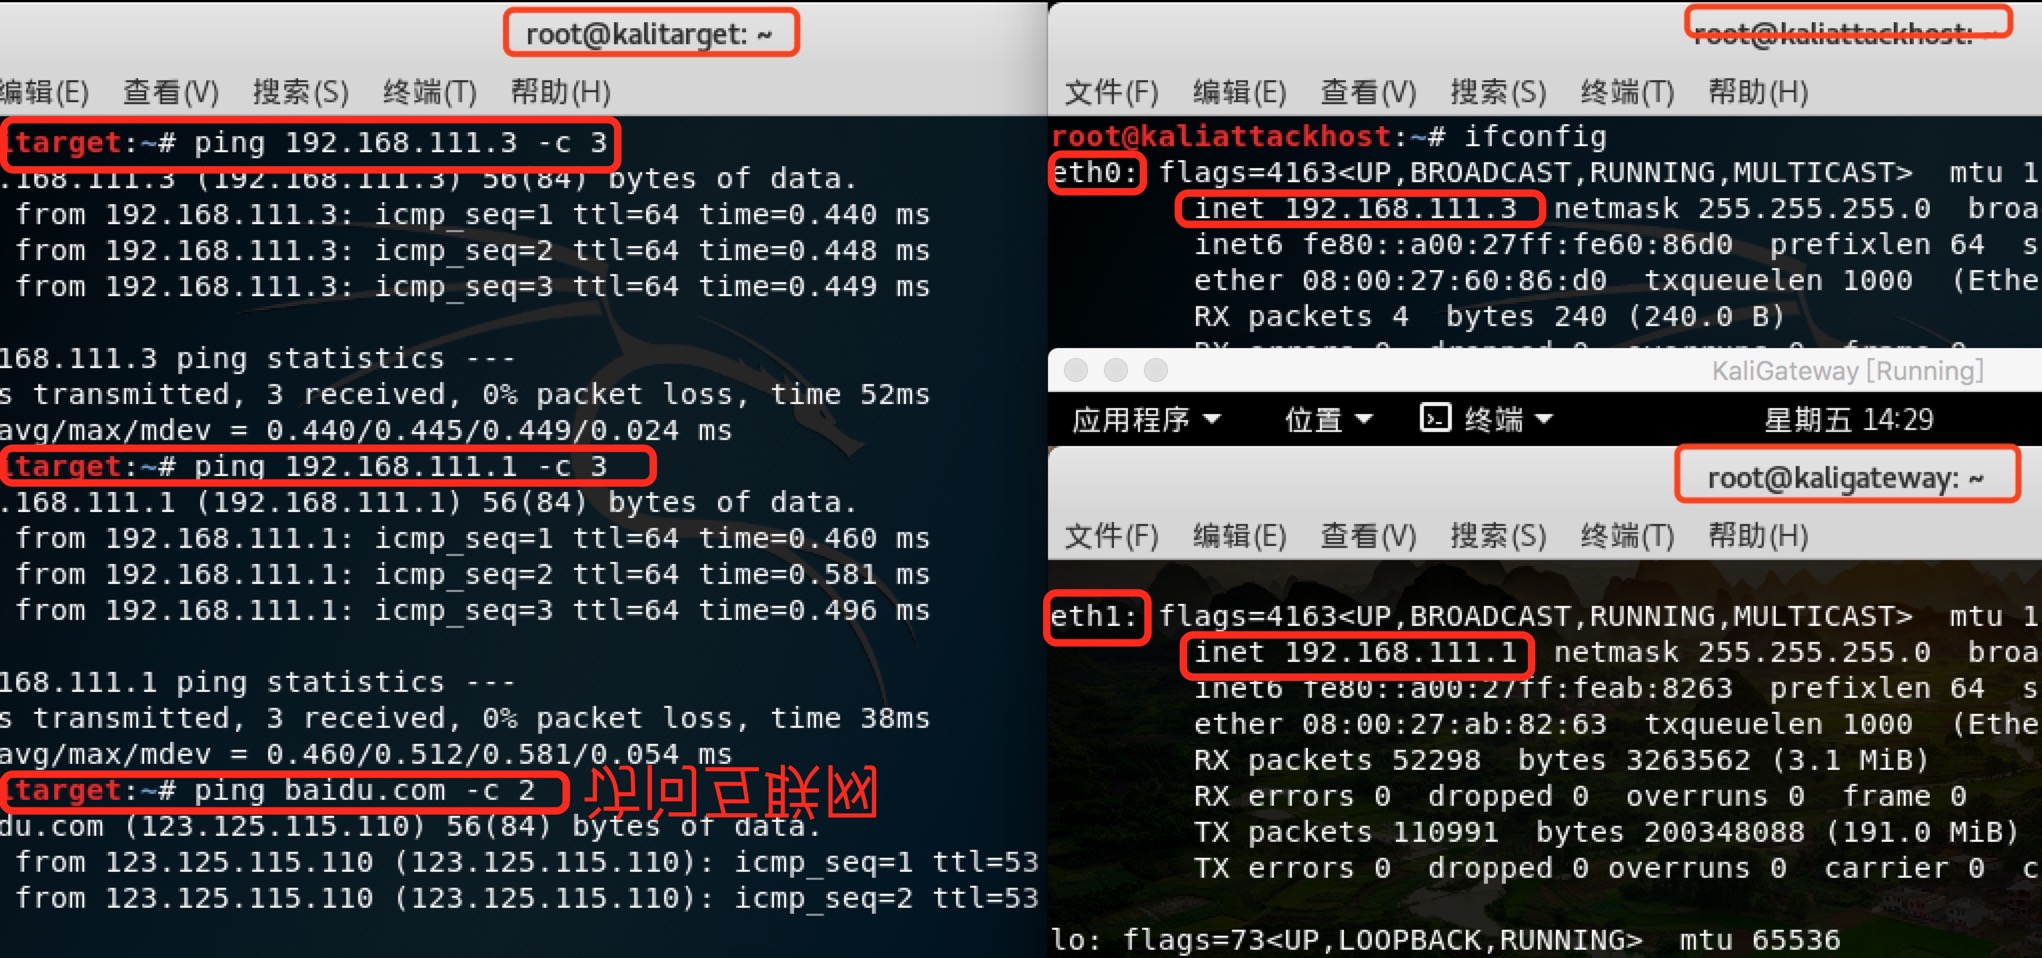 root@kalitarget: ~
编辑(E) 查看(V) 搜索(S) 终端(T) 帮助(H)
itarget:~# ping 192.168.111.3 -c 3
.168.111.3 (192.168.111.3) 56(84) bytes of data.
from 192.168.111.3: icmp_seq=1 ttl=64 time=0.440 ms
from 192.168.111.3: icmp_seq=2 ttl=64 time=0.448 ms
from 192.168.111.3: icmp_seq=3 ttl=64 time=0.449 ms
168.111.3 ping statistics ---
s transmitted, 3 received, 0% packet loss, time 52ms
avg/max/mdev = 0.440/0.445/0.449/0.024 ms
itarget:~# ping 192.168.111.1 -c 3
.168.111.1 (192.168.111.1) 56(84) bytes of data.
from 192.168.111.1: icmp_seq=1 ttl=64 time=0.460 ms
from 192.168.111.1: icmp_seq=2 ttl=64 time=0.581 ms
from 192.168.111.1: icmp_seq=3 ttl=64 time=0.496 ms
168.111.1 ping statistics ---
s transmitted, 3 received, 0% packet loss, time 38ms
avg/max/mdev = 0.460/0.512/0.581/0.054 ms
itarget:~# ping baidu.com -c 2 访问互联网
du.com (123.125.115.110) 56(84) bytes of data.
from 123.125.115.110 (123.125.115.110): icmp_seq=1 ttl=53
from 123.125.115.110 (123.125.115.110): icmp_seq=2 ttl=53
root@kaliattackhost: ~
文件(F) 编辑(E) 查看(V) 搜索(S) 终端(T) 帮助(H)
root@kaliattackhost:~# ifconfig
eth0: flags=4163<UP,BROADCAST,RUNNING,MULTICAST> mtu 1
inet 192.168.111.3 netmask 255.255.255.0 broa
inet6 fe80::a00:27ff:fe60:86d0 prefixlen 64 s
ether 08:00:27:60:86:d0 txqueuelen 1000 (Ethe
RX packets 4 bytes 240 (240.0 B)
RX errors 0 dropped 0 overruns 0 frame 0
KaliGateway [Running]
应用程序 位置 终端 星期五 14:29
root@kaligateway: ~
文件(F) 编辑(E) 查看(V) 搜索(S) 终端(T) 帮助(H)
eth1: flags=4163<UP,BROADCAST,RUNNING,MULTICAST> mtu 1
inet 192.168.111.1 netmask 255.255.255.0 broa
inet6 fe80::a00:27ff:feab:8263 prefixlen 64 s
ether 08:00:27:ab:82:63 txqueuelen 1000 (Ethe
RX packets 52298 bytes 3263562 (3.1 MiB)
RX errors 0 dropped 0 overruns 0 frame 0
TX packets 110991 bytes 200348088 (191.0 MiB)
TX errors 0 dropped 0 overruns 0 carrier 0 c
lo: flags=73<UP,LOOPBACK,RUNNING> mtu 65536